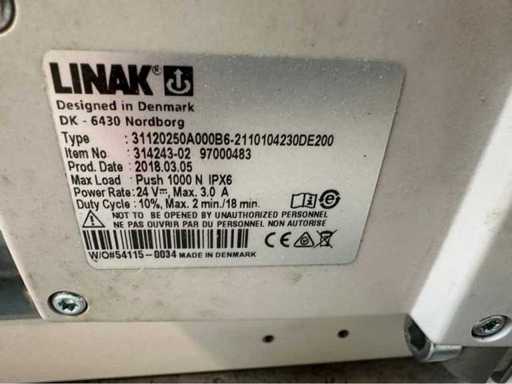 LINAK®
Designed in Denmark
DK - 6430 Nordborg
Type : 31120250A000B6-2110104230DE200
Item No : 314243-02 97000483
Prod. Date : 2018.03.05
Max Load : Push 1000 N IPX6
Power Rate: 24 V⎓, Max. 3.0 A
Duty Cycle : 10%, Max. 2 min./18 min.
NOT TO BE OPENED BY UNAUTHORIZED PERSONNEL
NE PAS OUVRIR PAR DU PERSONNEL NON AUTORISE
W/O#54115-0034 MADE IN DENMARK
CE